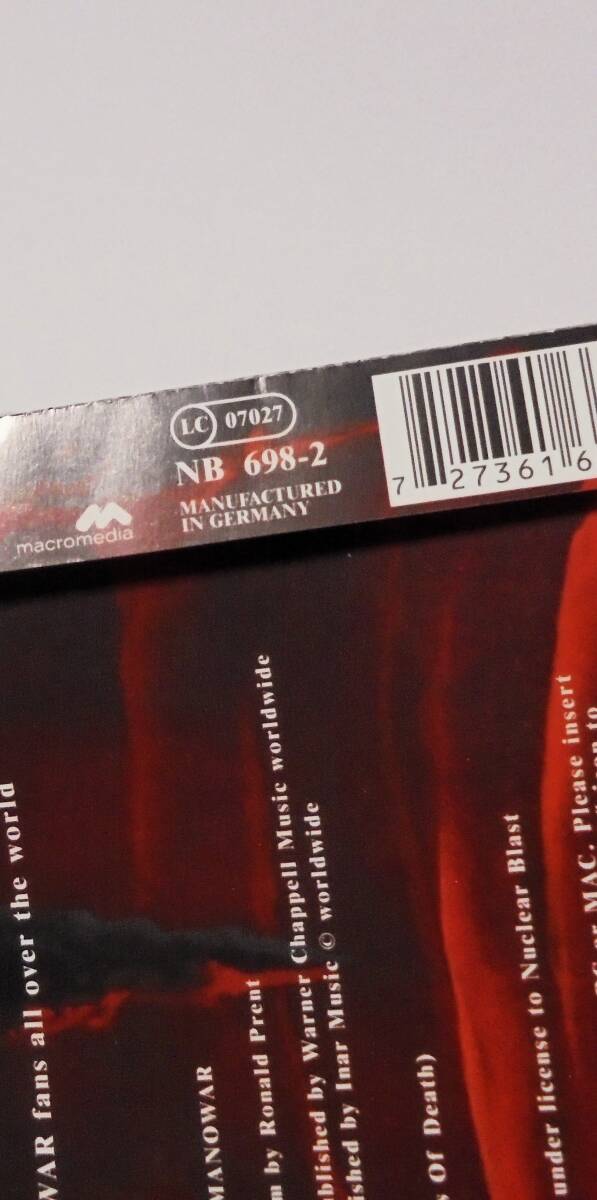 LC 07027
NB 698-2
MANUFACTURED
IN GERMANY
macromedia
7 27361 6
WAR fans all over the world
MANOWAR
by Ronald Prent
blished by Warner Chappell Music worldwide
ished by Inar Music © worldwide
s Of Death)
under license to Nuclear Blast
or MAC. Please insert
to